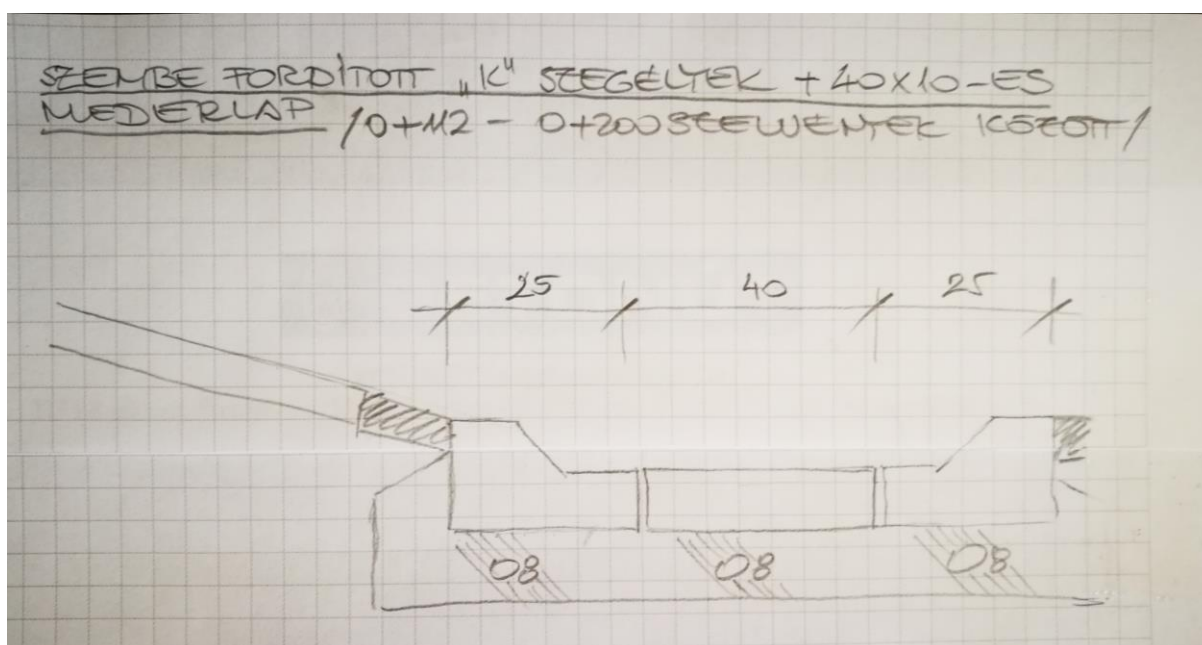 SZEMBE FORDÍTOTT „K" SZEGÉLYEK + 40X10-ES
MEDERLAP /0+112 - 0+200 SZELVÉNYEK KÖZÖTT/
25 40 25
08 08 08